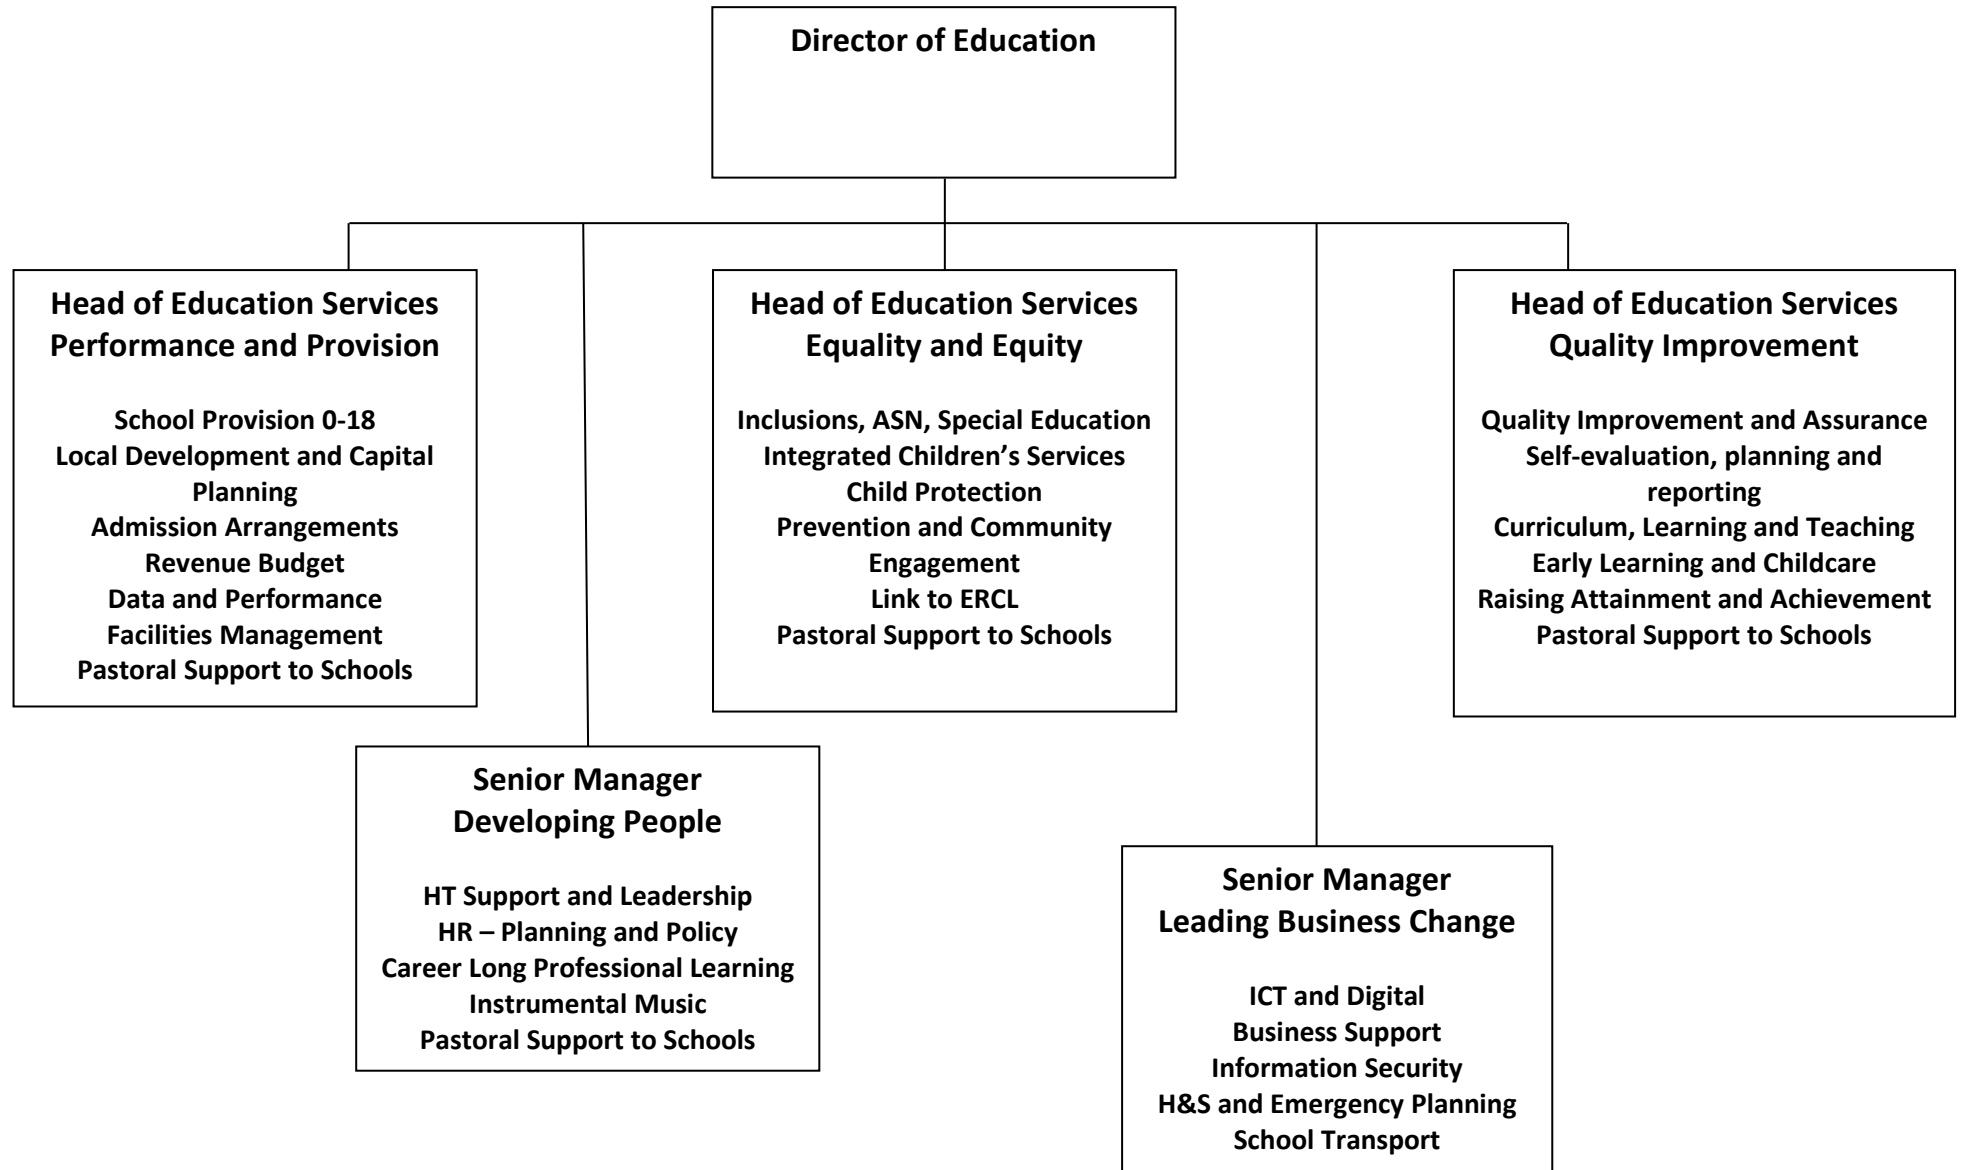 Director of Education
Head of Education Services
Performance and Provision
School Provision 0-18
Local Development and Capital
Planning
Admission Arrangements
Revenue Budget
Data and Performance
Facilities Management
Pastoral Support to Schools
Head of Education Services
Equality and Equity
Inclusions, ASN, Special Education
Integrated Children’s Services
Child Protection
Prevention and Community
Engagement
Link to ERCL
Pastoral Support to Schools
Head of Education Services
Quality Improvement
Quality Improvement and Assurance
Self-evaluation, planning and
reporting
Curriculum, Learning and Teaching
Early Learning and Childcare
Raising Attainment and Achievement
Pastoral Support to Schools
Senior Manager
Developing People
HT Support and Leadership
HR – Planning and Policy
Career Long Professional Learning
Instrumental Music
Pastoral Support to Schools
Senior Manager
Leading Business Change
ICT and Digital
Business Support
Information Security
H&S and Emergency Planning
School Transport